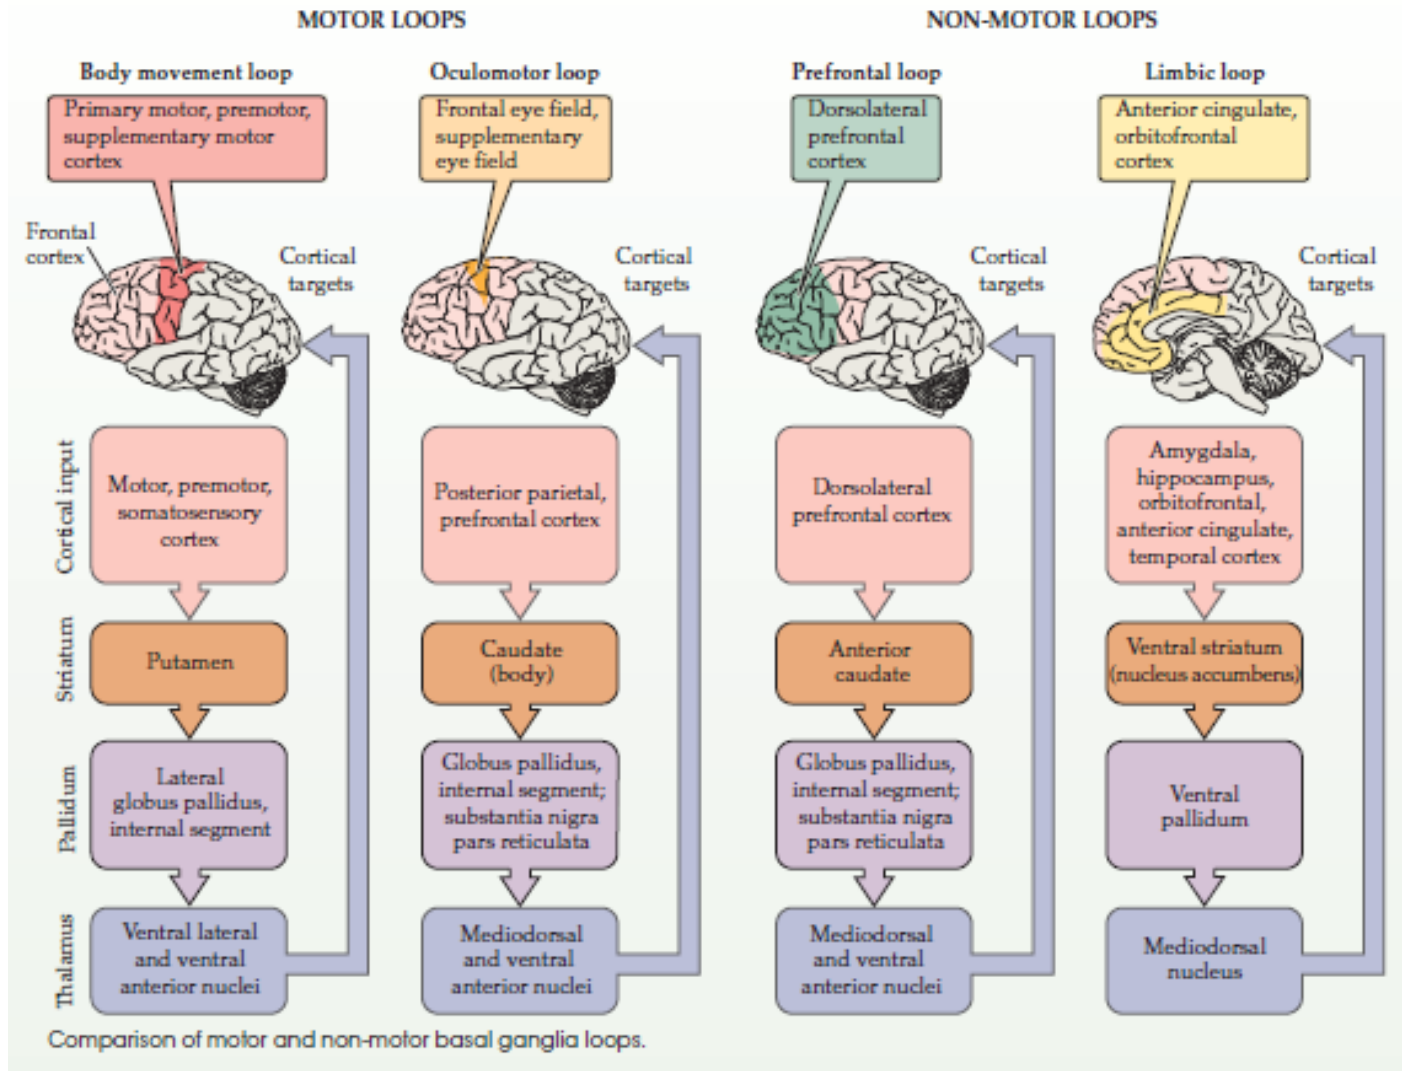 MOTOR LOOPS
NON-MOTOR LOOPS
Body movement loop
Oculomotor loop
Prefrontal loop
Limbic loop
Primary motor, premotor,
supplementary motor
cortex
Frontal eye field,
supplementary
eye field
Dorsolateral
prefrontal
cortex
Anterior cingulate,
orbitofrontal
cortex
Frontal
cortex
Cortical
targets
Cortical
targets
Cortical
targets
Cortical
targets
Cortical input
Motor, premotor,
somatosensory
cortex
Posterior parietal,
prefrontal cortex
Dorsolateral
prefrontal cortex
Amygdala,
hippocampus,
orbitofrontal,
anterior cingulate,
temporal cortex
Striatum
Putamen
Caudate
(body)
Anterior
caudate
Ventral striatum
(nucleus accumbens)
Pallidum
Lateral
globus pallidus,
internal segment
Globus pallidus,
internal segment;
substantia nigra
pars reticulata
Globus pallidus,
internal segment;
substantia nigra
pars reticulata
Ventral
pallidum
Thalamus
Ventral lateral
and ventral
anterior nuclei
Mediodorsal
and ventral
anterior nuclei
Mediodorsal
and ventral
anterior nuclei
Mediodorsal
nucleus
Comparison of motor and non-motor basal ganglia loops.